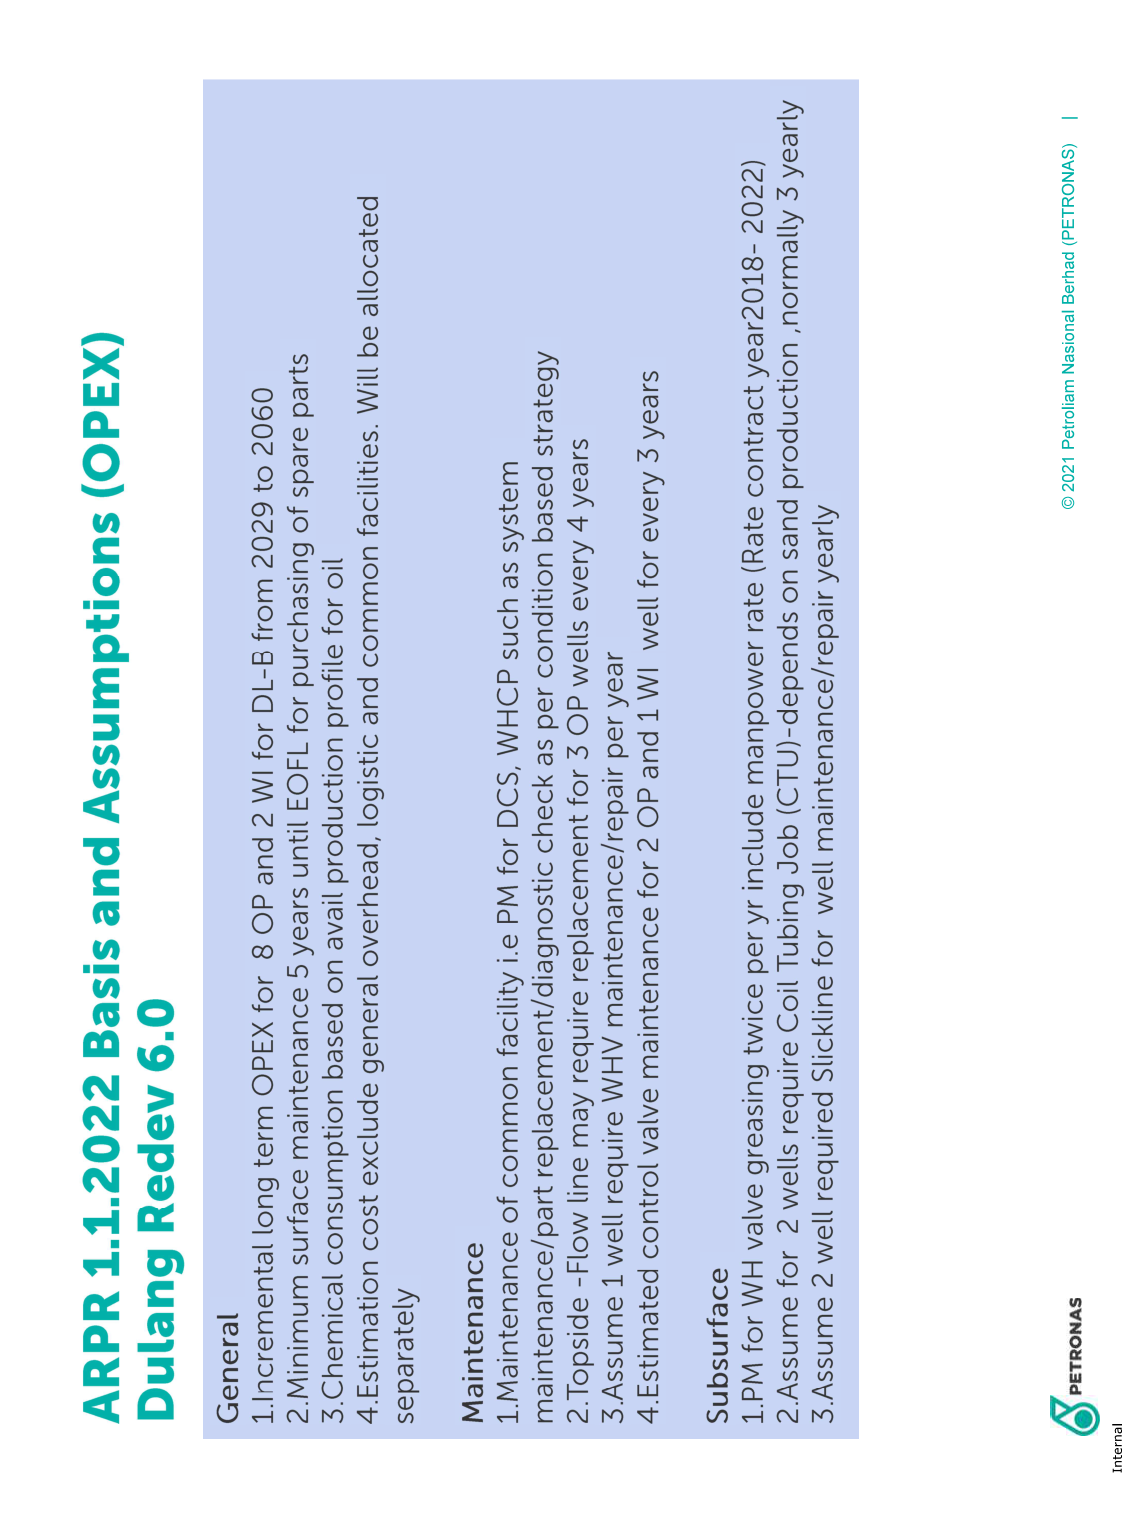 ARPR 1.1.2022 Basis and Assumptions (OPEX)
Dulang Redev 6.0
General
1.Incremental long term OPEX for  8 OP and 2 WI for DL-B from 2029 to 2060
2.Minimum surface maintenance 5 years until EOFL for purchasing of spare parts
3.Chemical consumption based on avail production profile for oil
4.Estimation cost exclude general overhead, logistic and common facilities. Will be allocated
separately
Maintenance
1.Maintenance of common facility i.e PM for DCS, WHCP such as system
maintenance/part replacement/diagnostic check as per condition based strategy
2.Topside -Flow line may require replacement for 3 OP wells every 4 years
3.Assume 1 well require WHV maintenance/repair per year
4.Estimated control valve maintenance for 2 OP and 1 WI  well for every 3 years
Subsurface
1.PM for WH valve greasing twice per yr include manpower rate (Rate contract year2018- 2022)
2.Assume for  2 wells require Coil Tubing Job (CTU)-depends on sand production ,normally 3 yearly
3.Assume 2 well required Slickline for  well maintenance/repair yearly
PETRONAS
© 2021 Petroliam Nasional Berhad (PETRONAS)    |
Internal